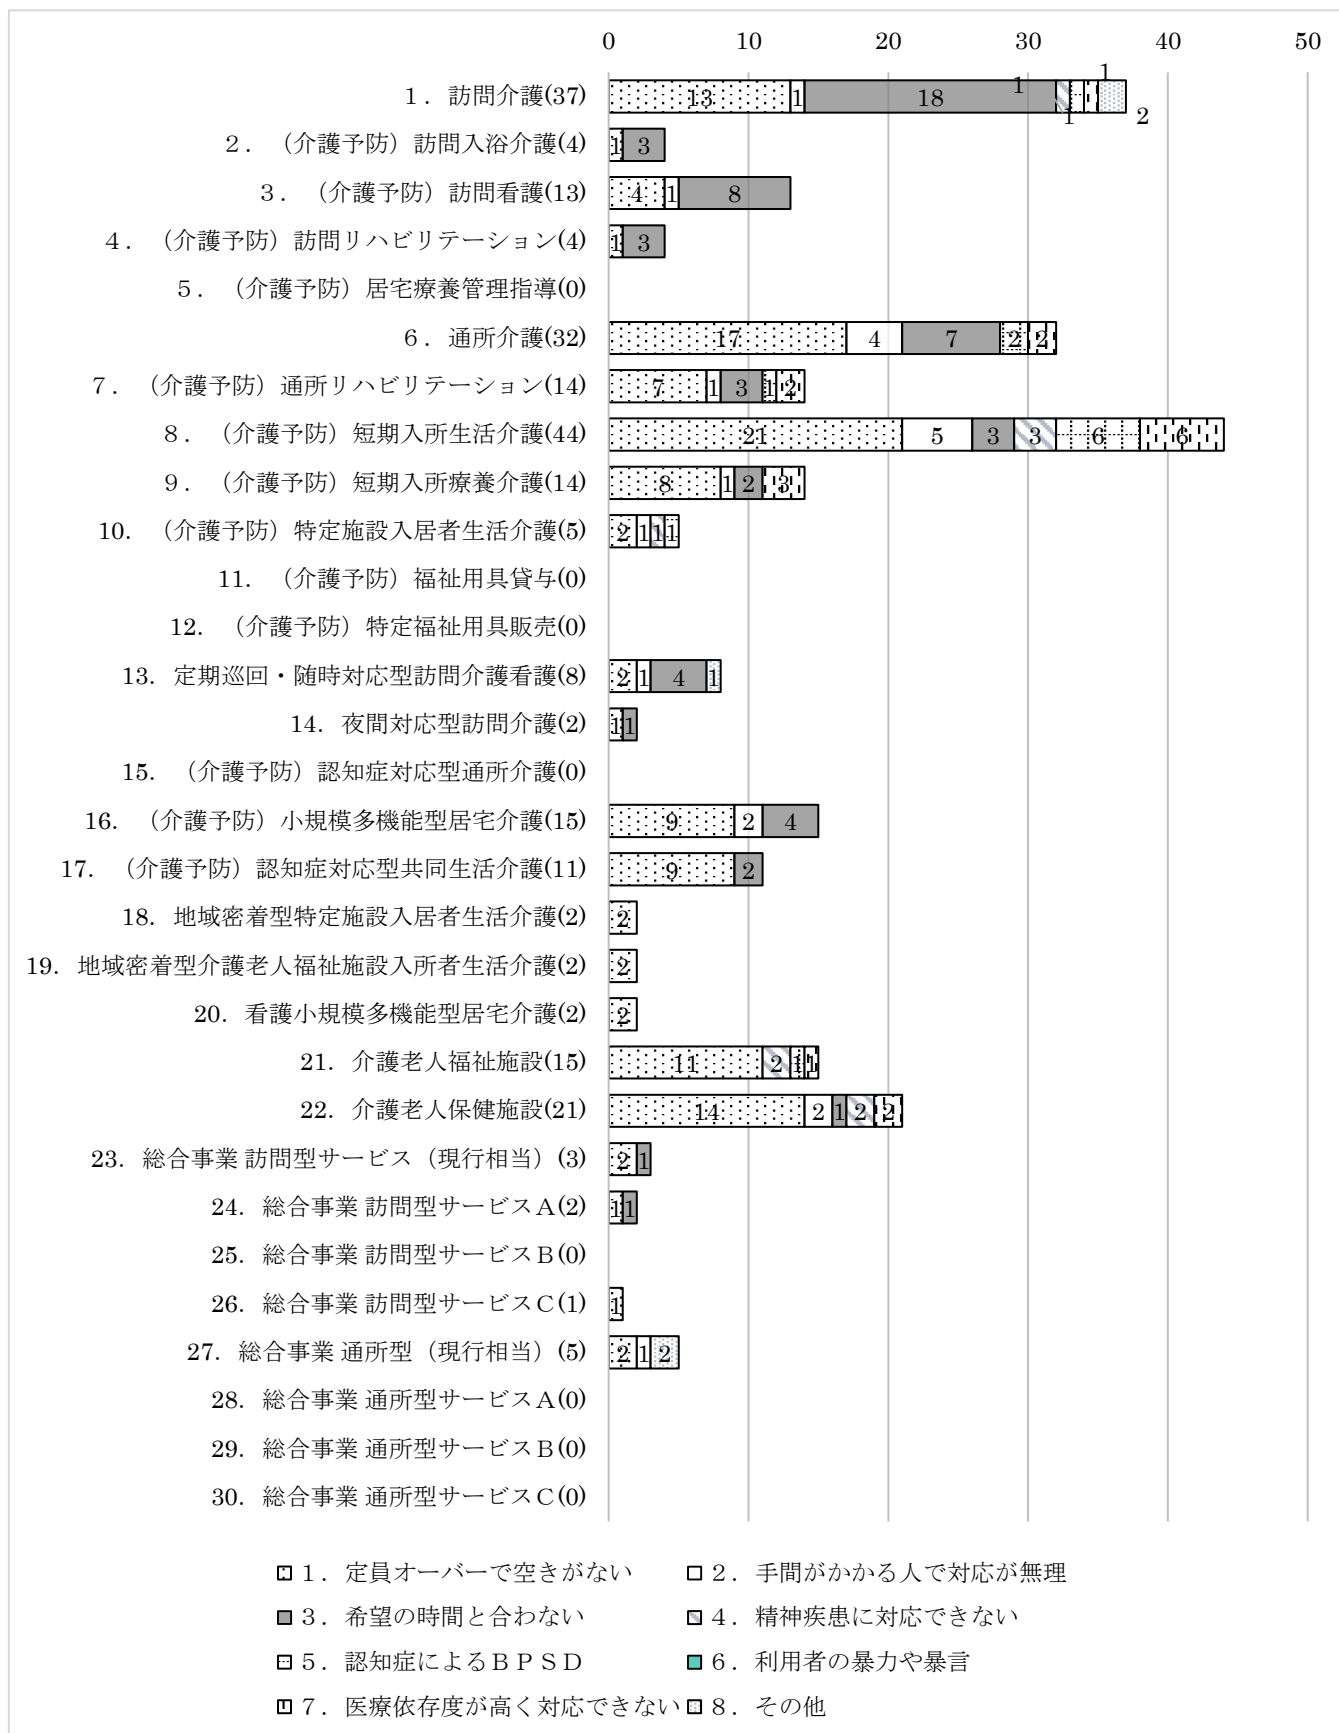 0 10 20 30 40 50
1
1．訪問介護(37) 13 1 18 1
1 2
2．（介護予防）訪問入浴介護(4) 1 3
3．（介護予防）訪問看護(13) 4 1 8
4．（介護予防）訪問リハビリテーション(4) 1 3
5．（介護予防）居宅療養管理指導(0)
6．通所介護(32) 17 4 7 2 2
7．（介護予防）通所リハビリテーション(14) 7 1 3 1 2
8．（介護予防）短期入所生活介護(44) 21 5 3 3 6 6
9．（介護予防）短期入所療養介護(14) 8 1 2 3
10．（介護予防）特定施設入居者生活介護(5) 2 1 1 1
11．（介護予防）福祉用具貸与(0)
12．（介護予防）特定福祉用具販売(0)
13．定期巡回・随時対応型訪問介護看護(8) 2 1 4 1
14．夜間対応型訪問介護(2) 1 1
15．（介護予防）認知症対応型通所介護(0)
16．（介護予防）小規模多機能型居宅介護(15) 9 2 4
17．（介護予防）認知症対応型共同生活介護(11) 9 2
18．地域密着型特定施設入居者生活介護(2) 2
19．地域密着型介護老人福祉施設入所者生活介護(2) 2
20．看護小規模多機能型居宅介護(2) 2
21．介護老人福祉施設(15) 11 2 1 1
22．介護老人保健施設(21) 14 2 1 2 2
23．総合事業 訪問型サービス（現行相当）(3) 2 1
24．総合事業 訪問型サービスＡ(2) 1 1
25．総合事業 訪問型サービスＢ(0)
26．総合事業 訪問型サービスＣ(1) 1
27．総合事業 通所型（現行相当）(5) 2 1 2
28．総合事業 通所型サービスＡ(0)
29．総合事業 通所型サービスＢ(0)
30．総合事業 通所型サービスＣ(0)
1．定員オーバーで空きがない 2．手間がかかる人で対応が無理
3．希望の時間と合わない 4．精神疾患に対応できない
5．認知症によるＢＰＳＤ 6．利用者の暴力や暴言
7．医療依存度が高く対応できない 8．その他